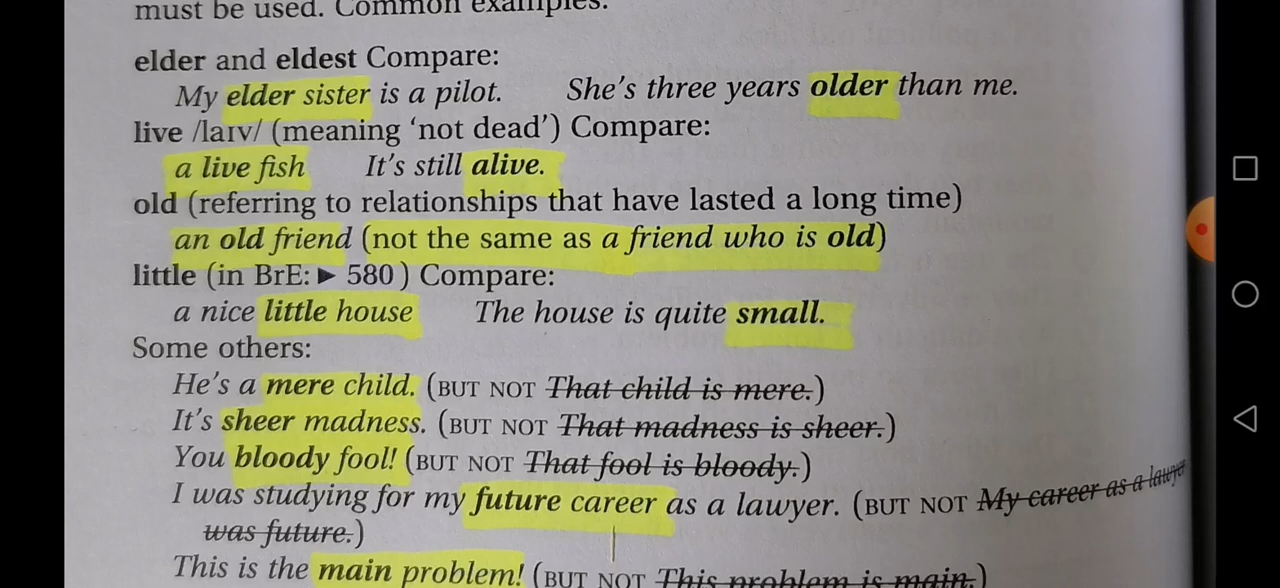 must be used. Common examples:
elder and eldest Compare:
My elder sister is a pilot. She's three years older than me.
live /laɪv/ (meaning 'not dead') Compare:
a live fish It's still alive.
old (referring to relationships that have lasted a long time)
an old friend (not the same as a friend who is old)
little (in BrE: ▶ 580 ) Compare:
a nice little house The house is quite small.
Some others:
He's a mere child. (BUT NOT That child is mere.)
It's sheer madness. (BUT NOT That madness is sheer.)
You bloody fool! (BUT NOT That fool is bloody.)
I was studying for my future career as a lawyer. (BUT NOT My career as a lawyer
was future.)
This is the main problem! (BUT NOT This problem is main.)